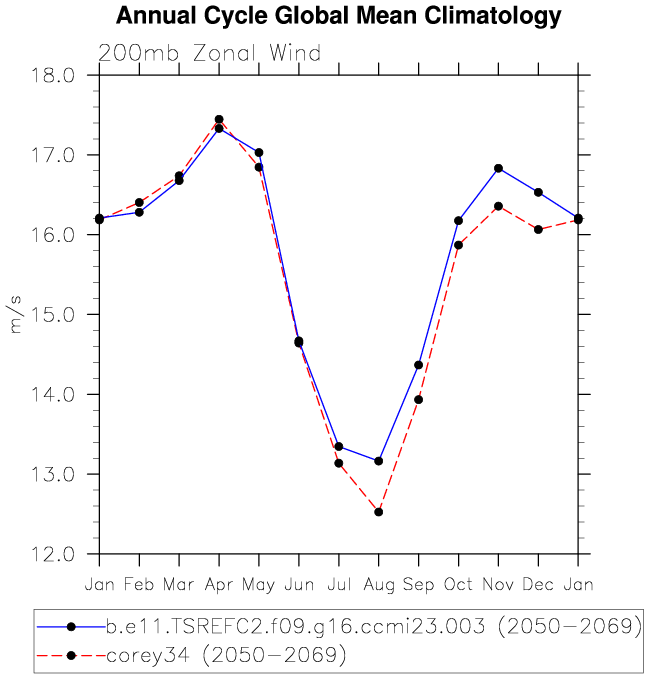 Annual Cycle Global Mean Climatology
200mb Zonal Wind
18.0
17.0
16.0
15.0
14.0
13.0
12.0
m/s
Jan Feb Mar Apr May Jun Jul Aug Sep Oct Nov Dec Jan
b.e11.TSREFC2.f09.g16.ccmi23.003 (2050-2069)
corey34 (2050-2069)